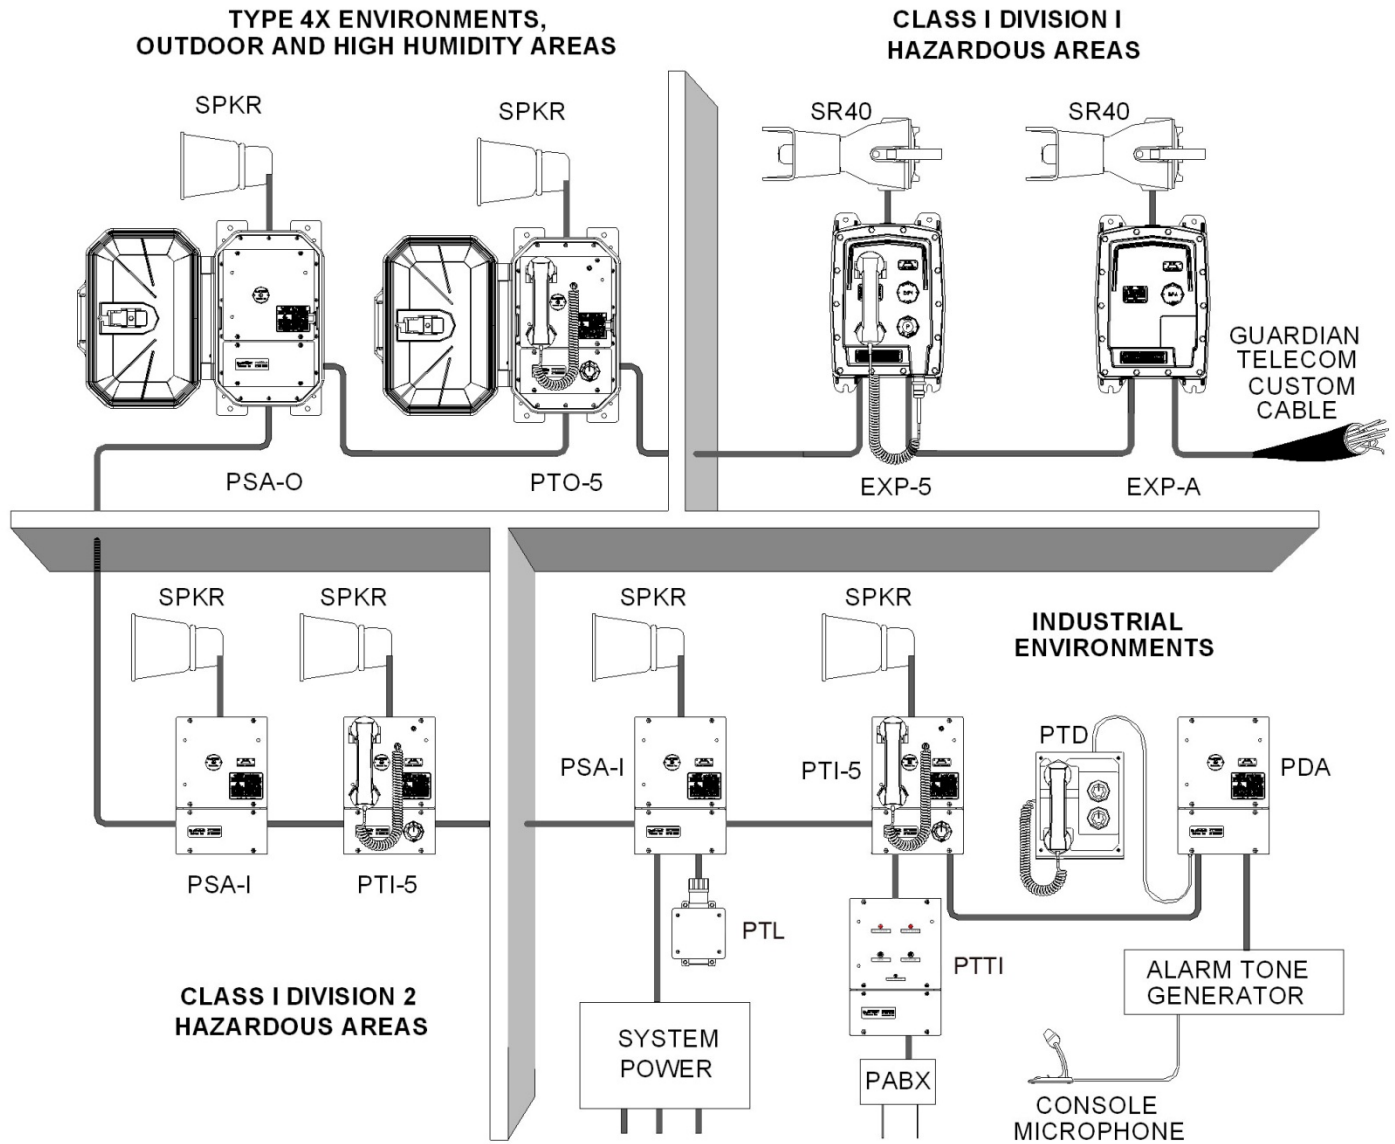 TYPE 4X ENVIRONMENTS,
OUTDOOR AND HIGH HUMIDITY AREAS
CLASS I DIVISION I
HAZARDOUS AREAS
SPKR
SPKR
SR40
SR40
GUARDIAN
TELECOM
CUSTOM
CABLE
PSA-O
PTO-5
EXP-5
EXP-A
SPKR
SPKR
SPKR
SPKR
INDUSTRIAL
ENVIRONMENTS
PSA-I
PTI-5
PTD
PDA
PSA-I
PTI-5
PTL
PTTI
ALARM TONE
GENERATOR
CLASS I DIVISION 2
HAZARDOUS AREAS
SYSTEM
POWER
PABX
CONSOLE
MICROPHONE